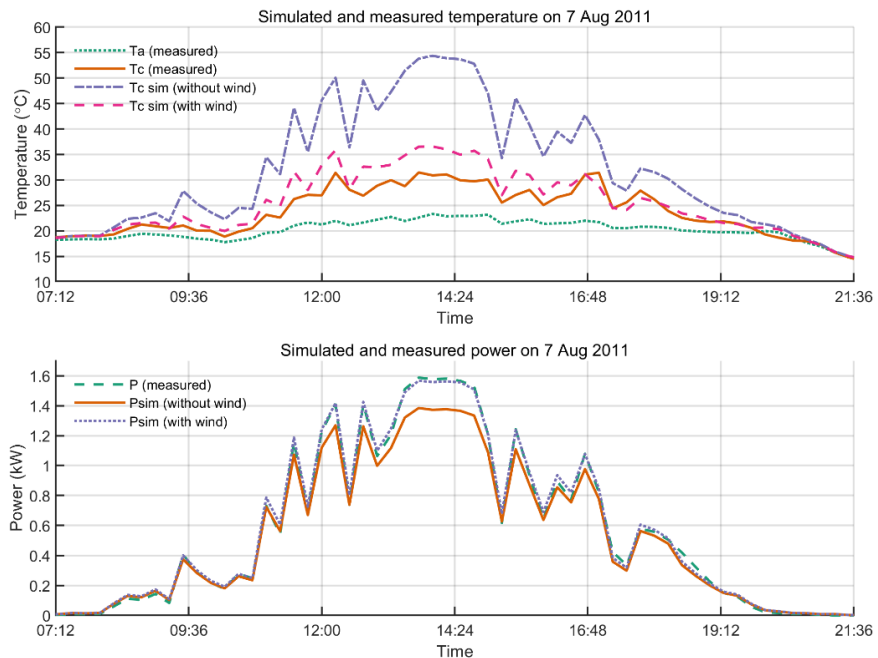 Simulated and measured temperature on 7 Aug 2011
60
55
50
45
40
35
30
25
20
15
10
Temperature (°C)
Ta (measured)
Tc (measured)
Tc sim (without wind)
Tc sim (with wind)
07:12 09:36 12:00 14:24 16:48 19:12 21:36
Time
Simulated and measured power on 7 Aug 2011
1.6
1.4
1.2
1
0.8
0.6
0.4
0.2
0
Power (kW)
P (measured)
Psim (without wind)
Psim (with wind)
07:12 09:36 12:00 14:24 16:48 19:12 21:36
Time